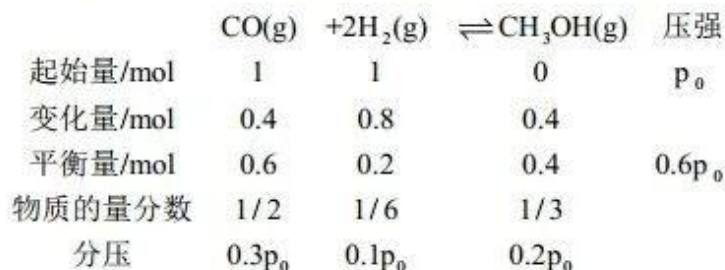 CO(g) +2H₂(g) ⇌CH₃OH(g) 压强
起始量/mol 1 1 0 p₀
变化量/mol 0.4 0.8 0.4
平衡量/mol 0.6 0.2 0.4 0.6p₀
物质的量分数 1/2 1/6 1/3
分压 0.3p₀ 0.1p₀ 0.2p₀